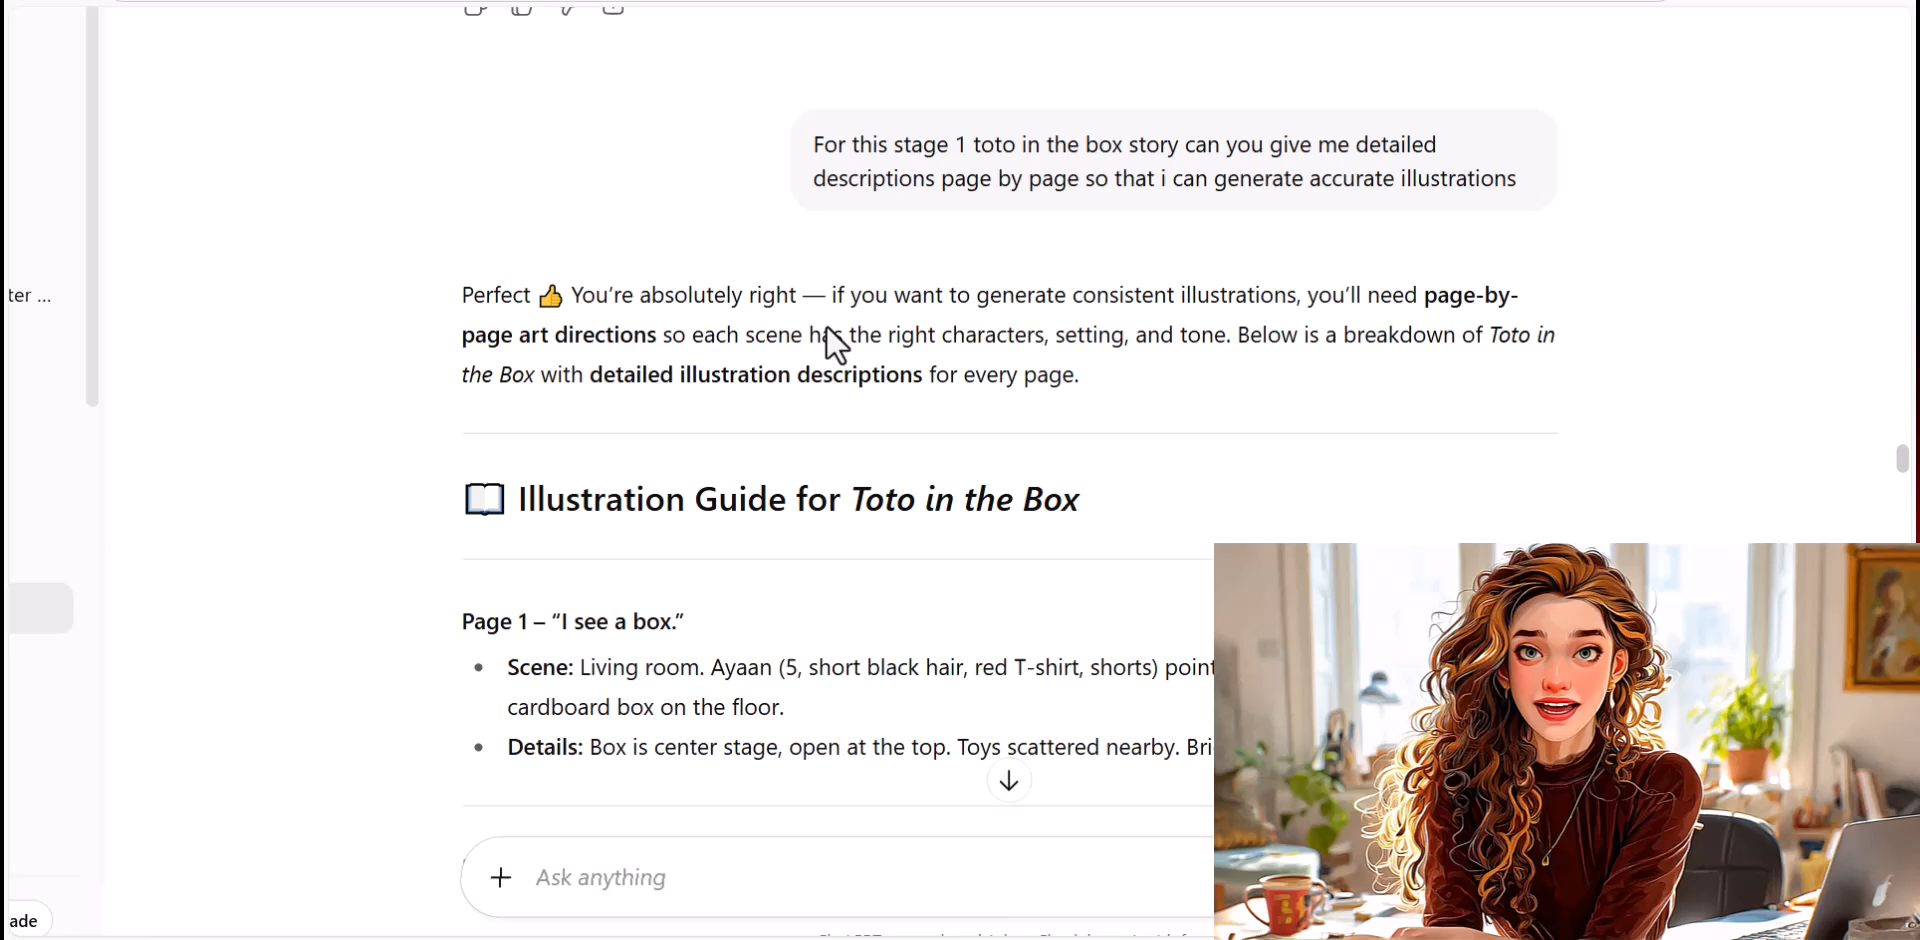 For this stage 1 toto in the box story can you give me detailed
descriptions page by page so that i can generate accurate illustrations
ter ...
Perfect 👍 You’re absolutely right — if you want to generate consistent illustrations, you’ll need page-by-
page art directions so each scene has the right characters, setting, and tone. Below is a breakdown of Toto in
the Box with detailed illustration descriptions for every page.
📖 Illustration Guide for Toto in the Box
Page 1 – “I see a box.”
• Scene: Living room. Ayaan (5, short black hair, red T-shirt, shorts) point
cardboard box on the floor.
• Details: Box is center stage, open at the top. Toys scattered nearby. Bri
Ask anything
ade